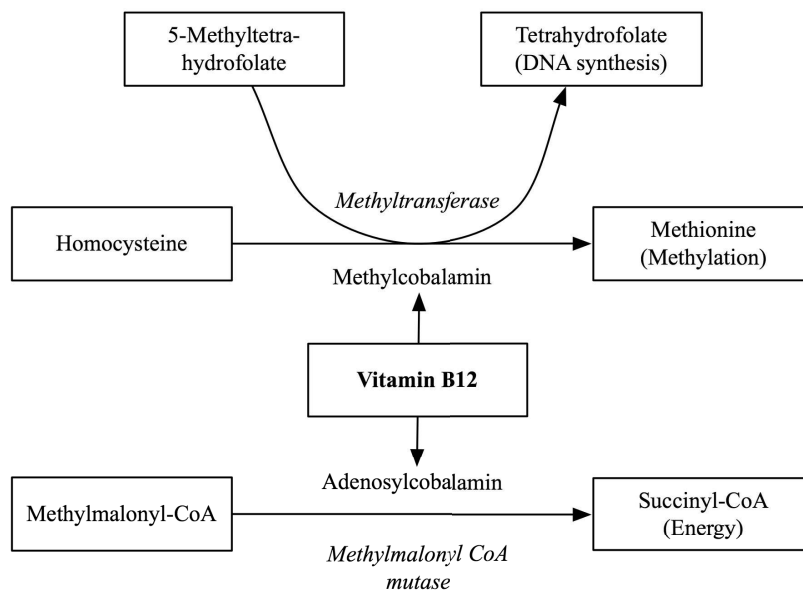 5-Methyltetra-
hydrofolate
Tetrahydrofolate
(DNA synthesis)
Methyltransferase
Homocysteine
Methionine
(Methylation)
Methylcobalamin
Vitamin B12
Adenosylcobalamin
Methylmalonyl-CoA
Succinyl-CoA
(Energy)
Methylmalonyl CoA
mutase